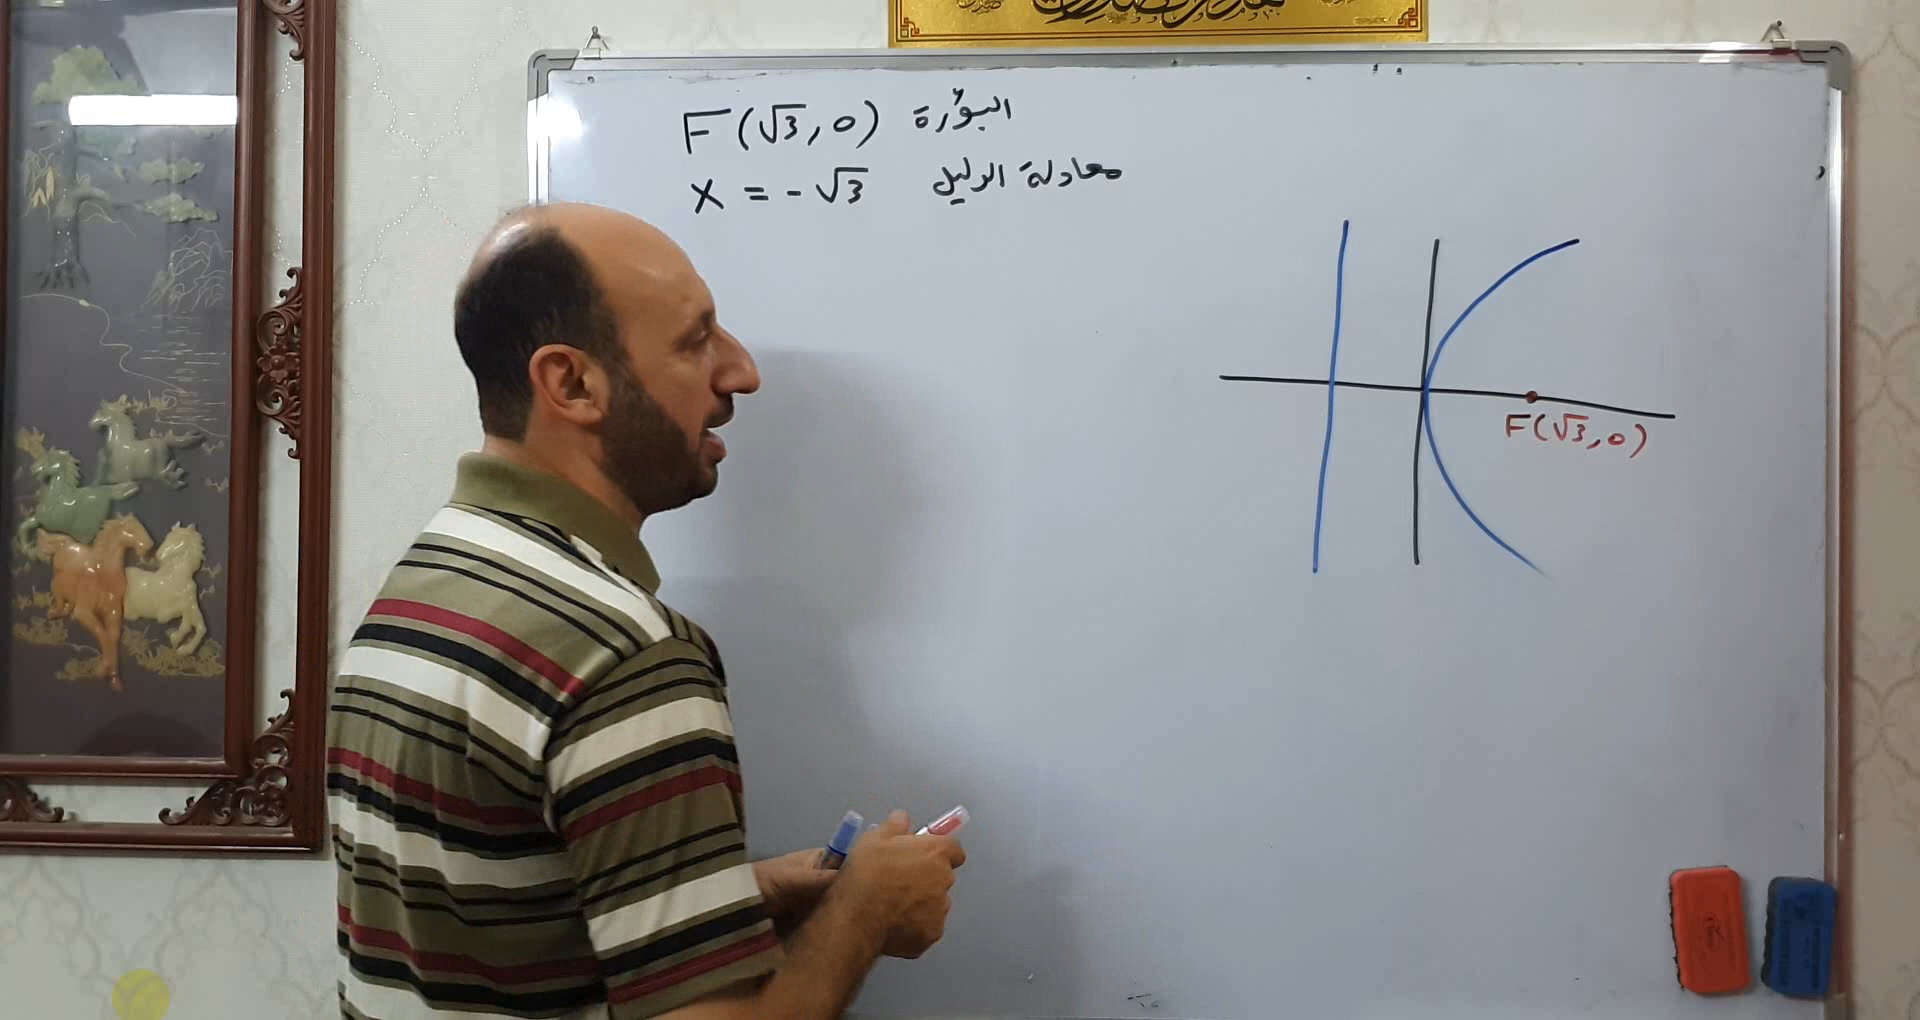 F(√3, 0) البؤرة
x = -√3 معادلة الدليل
F(√3, 0)